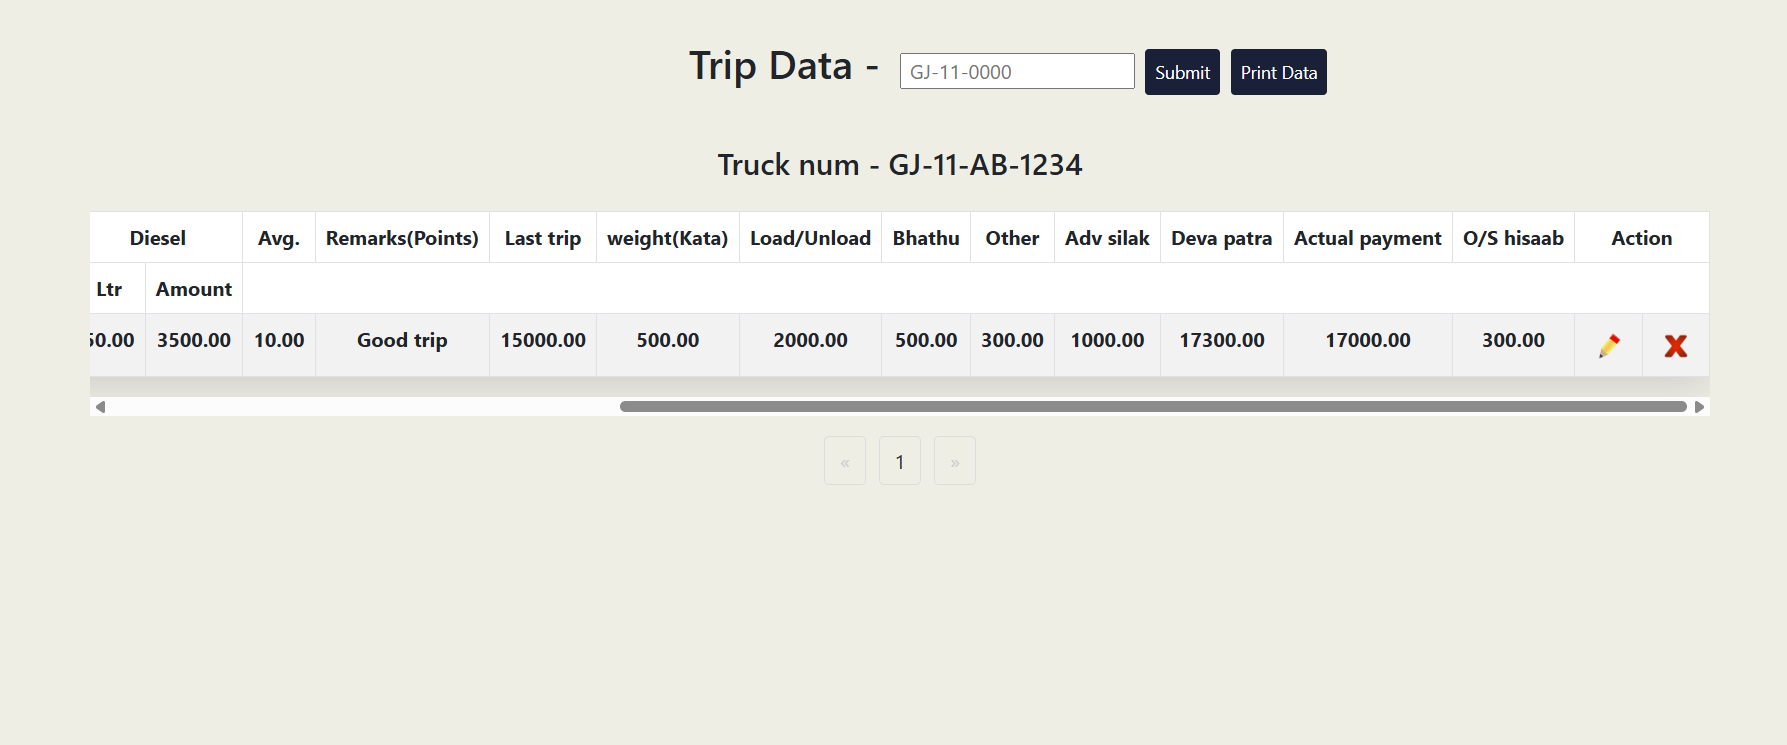 Trip Data - GJ-11-0000 Submit Print Data
Truck num - GJ-11-AB-1234
Diesel Avg. Remarks(Points) Last trip weight(Kata) Load/Unload Bhathu Other Adv silak Deva patra Actual payment O/S hisaab Action
Ltr Amount
50.00 3500.00 10.00 Good trip 15000.00 500.00 2000.00 500.00 300.00 1000.00 17300.00 17000.00 300.00
« 1 »